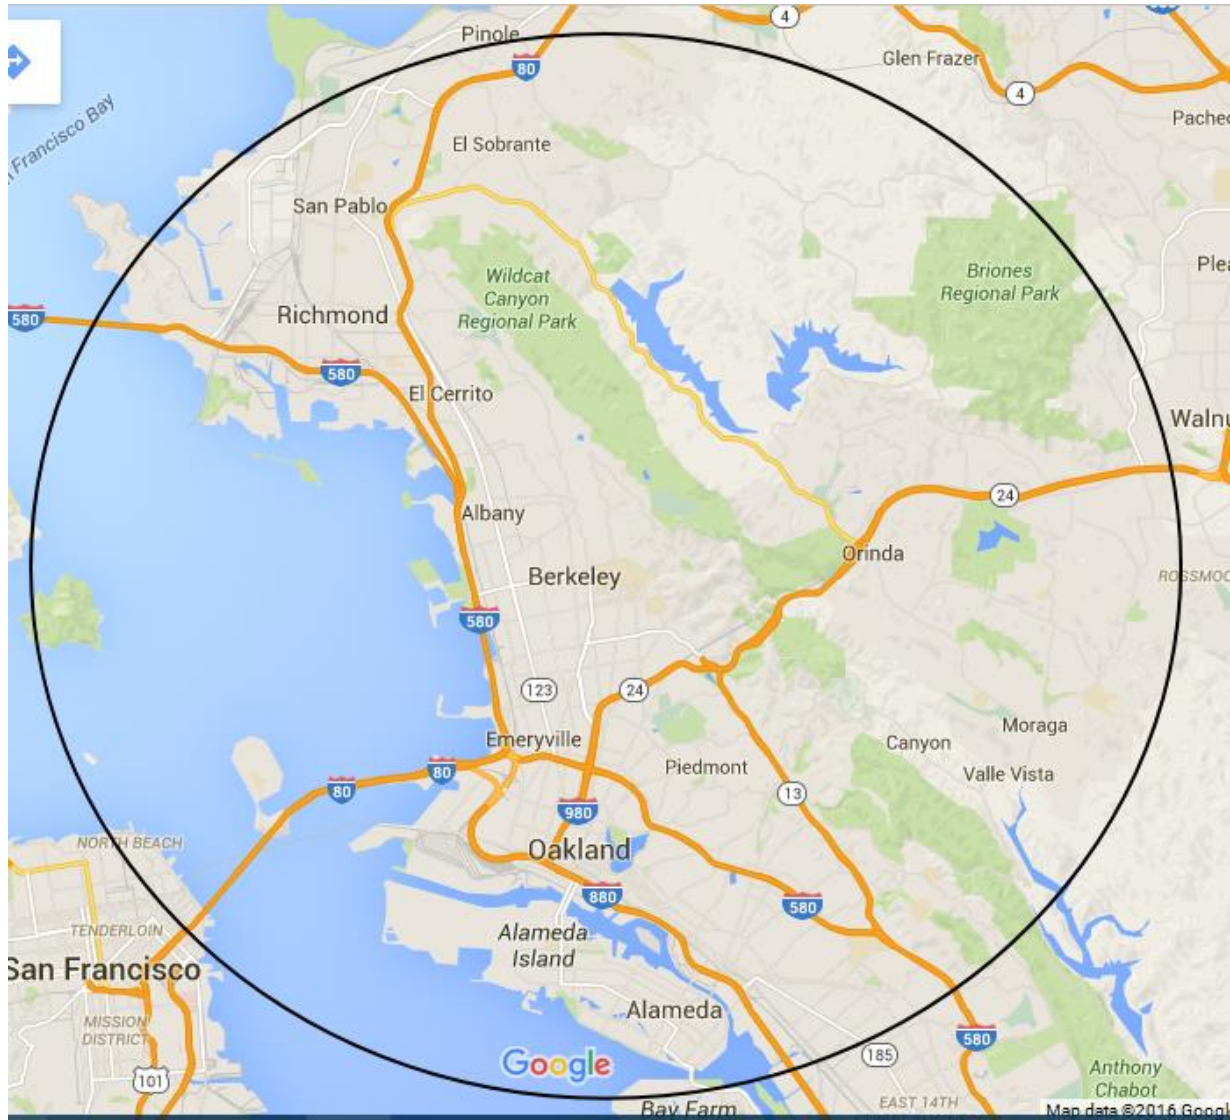 Pinole
4
80
Glen Frazer
4
n Francisco Bay
Pache
El Sobrante
San Pablo
Plea
Wildcat
Canyon
Regional Park
Briones
Regional Park
Richmond
580
580
El Cerrito
Walnu
24
Albany
Orinda
Berkeley
ROSSMOO
580
123
24
Moraga
Emeryville
Canyon
Piedmont
Valle Vista
80
80
13
980
NORTH BEACH
Oakland
880
580
TENDERLOIN
Alameda
Island
San Francisco
Alameda
MISSION
DISTRICT
580
185
Google
Anthony
Chabot
101
EAST 14TH
Bay Farm
Map data ©2016 Googl